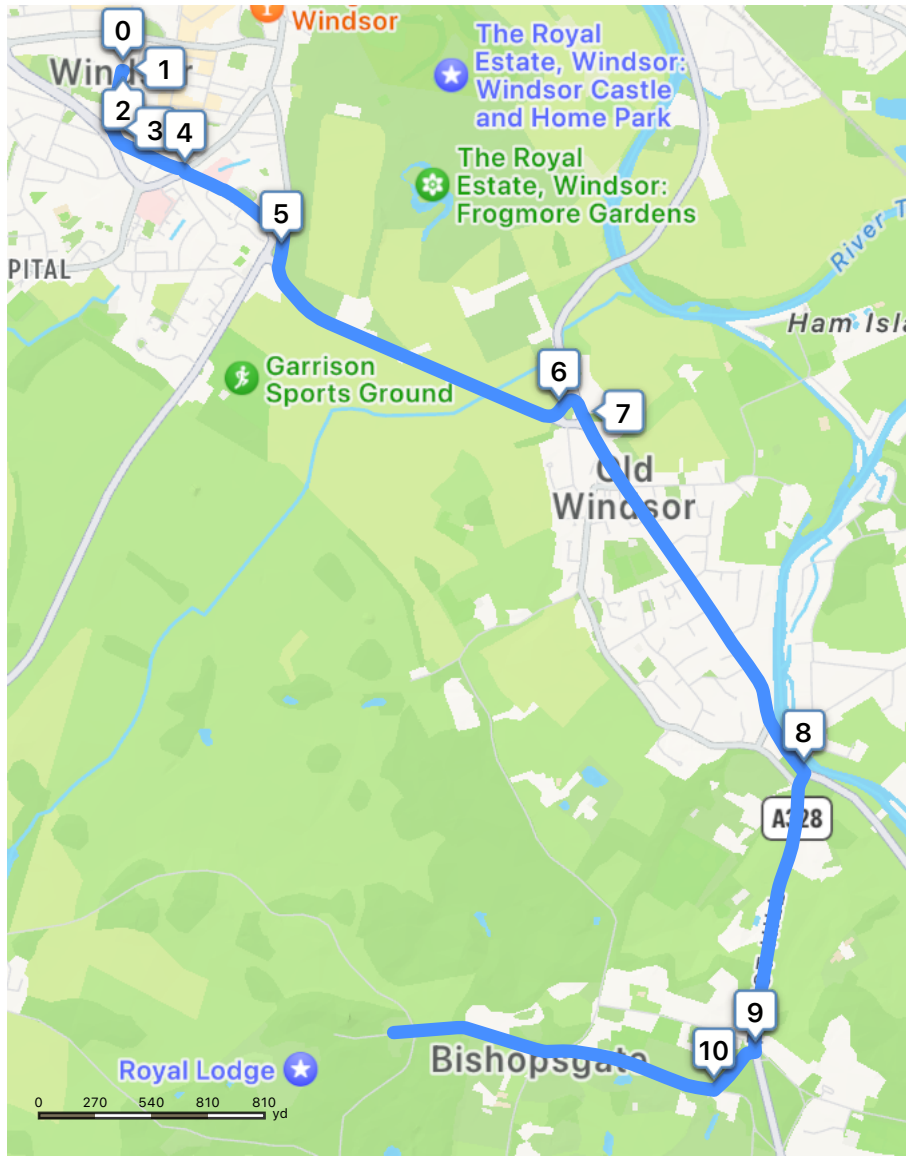 Windsor
0
The Royal
Estate, Windsor:
Windsor Castle
and Home Park
Windsor
1
2
3
4
The Royal
Estate, Windsor:
Frogmore Gardens
5
River T
PITAL
Ham Isla
Garrison
Sports Ground
6
7
Old
Windsor
8
A328
9
10
Bishopsgate
Royal Lodge
0 270 540 810 810
yd